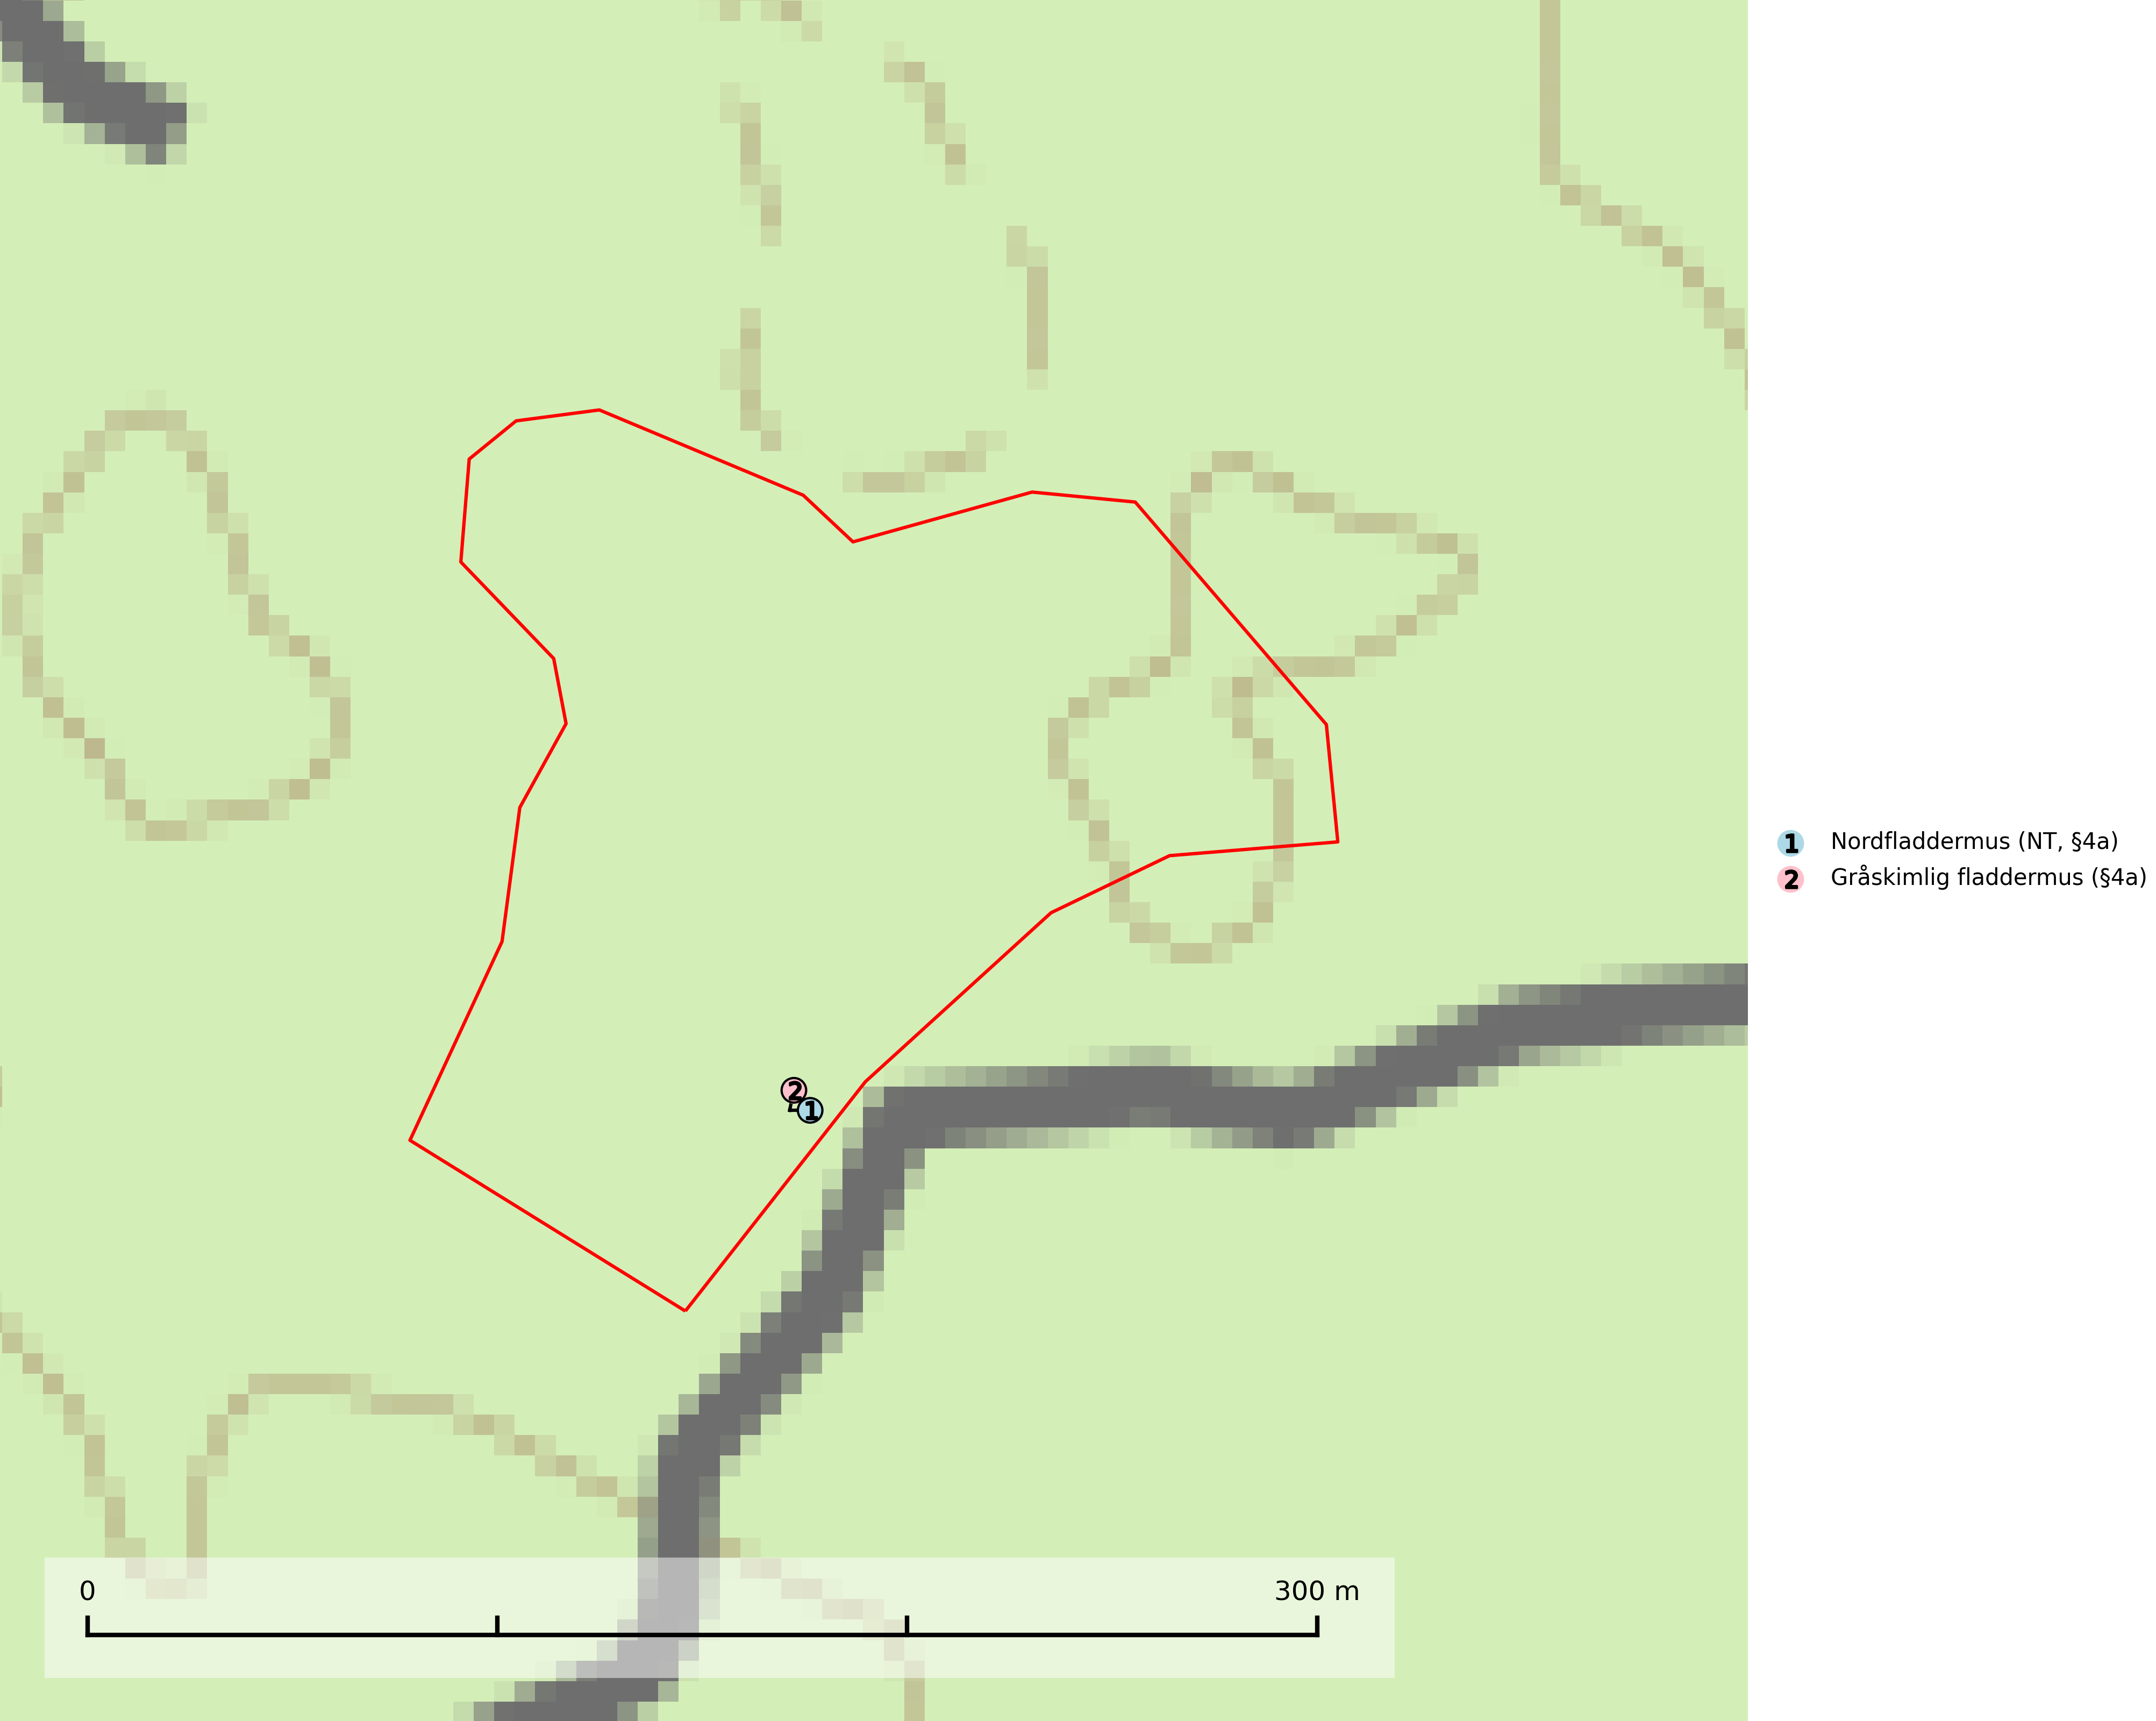 2
1
1 Nordfladdermus (NT, §4a)
2 Gråskimlig fladdermus (§4a)
0 300 m